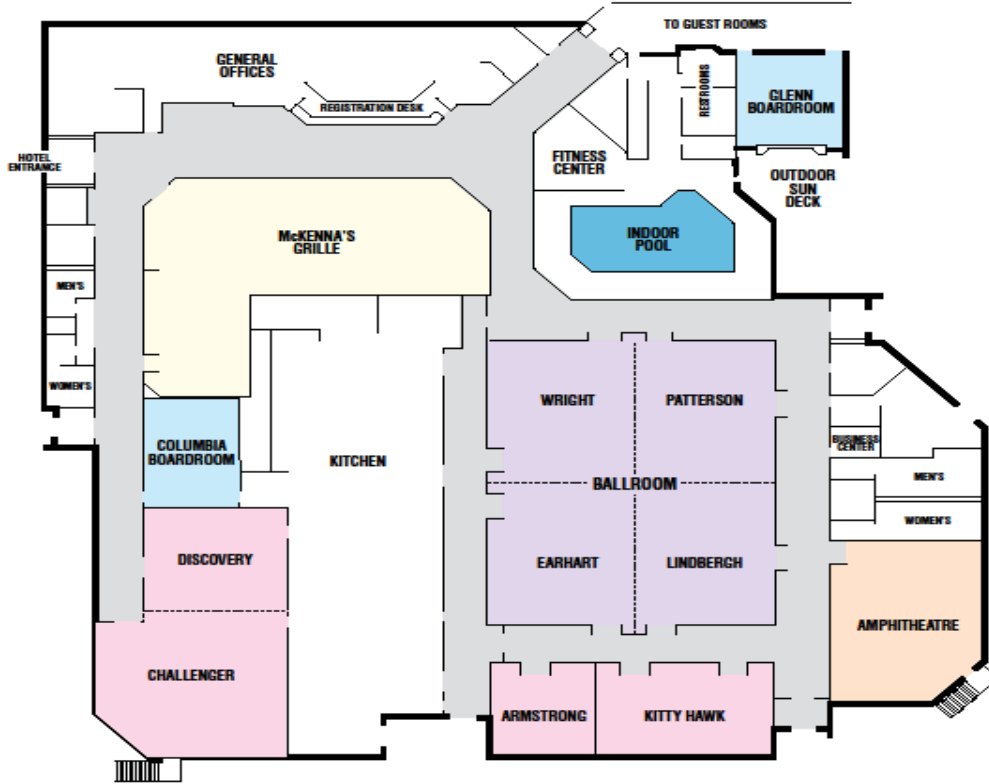 TO GUEST ROOMS
GENERAL
OFFICES
REGISTRATION DESK
RESTROOMS
GLENN
BOARDROOM
HOTEL
ENTRANCE
FITNESS
CENTER
OUTDOOR
SUN
DECK
McKENNA'S
GRILLE
INDOOR
POOL
MEN'S
WOMEN'S
WRIGHT
PATTERSON
COLUMBIA
BOARDROOM
KITCHEN
BUSINESS
CENTER
BALLROOM
MEN'S
WOMEN'S
DISCOVERY
EARHART
LINDBERGH
AMPHITHEATRE
CHALLENGER
ARMSTRONG
KITTY HAWK